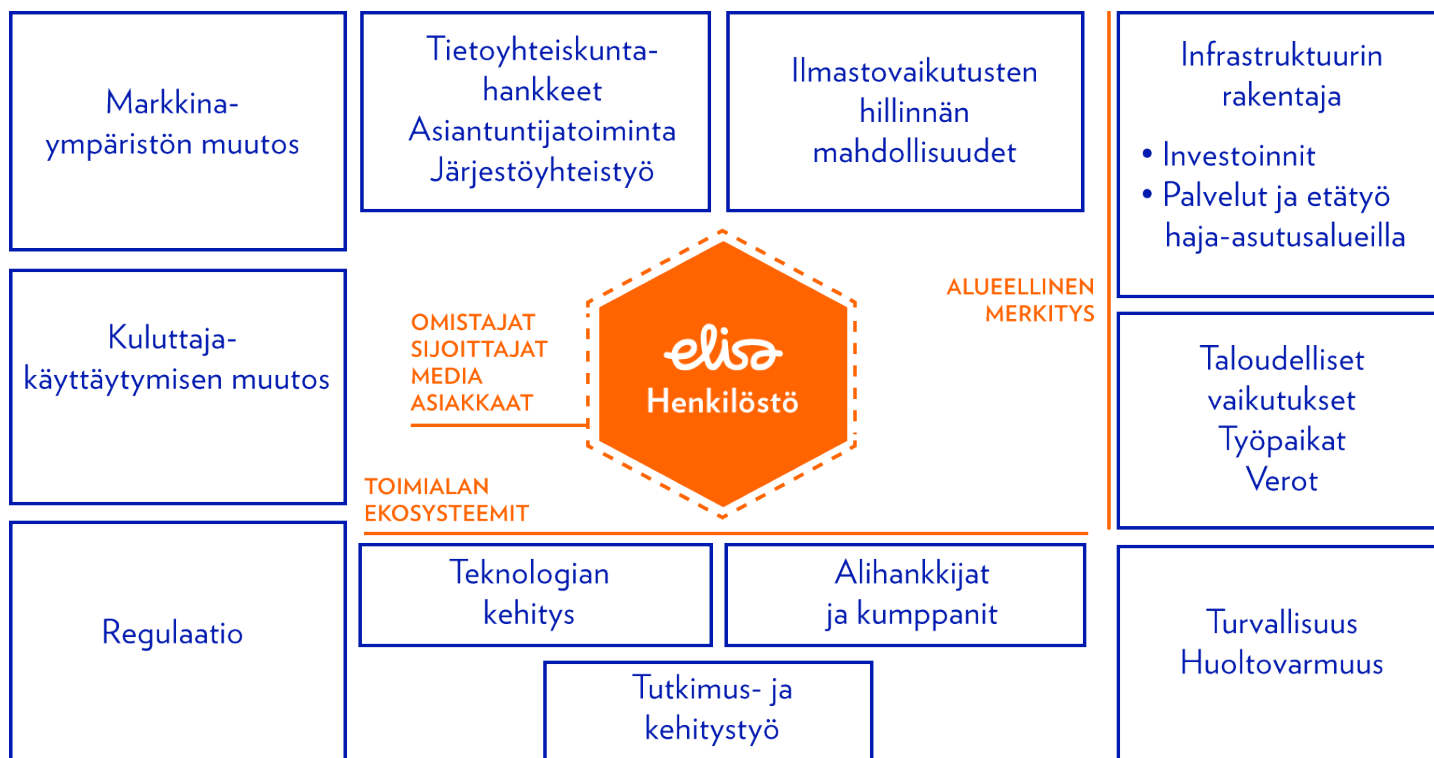 Markkina-
ympäristön muutos
Tietoyhteiskunta-
hankkeet
Asiantuntijatoiminta
Järjestöyhteistyö
Ilmastovaikutusten
hillinnän
mahdollisuudet
Infrastruktuurin
rakentaja
• Investoinnit
• Palvelut ja etätyö
haja-asutusalueilla
Kuluttaja-
käyttäytymisen muutos
OMISTAJAT
SIJOITTAJAT
MEDIA
ASIAKKAAT
elisa
Henkilöstö
ALUEELLINEN
MERKITYS
Taloudelliset
vaikutukset
Työpaikat
Verot
TOIMIALAN
EKOSYSTEEMIT
Regulaatio
Teknologian
kehitys
Alihankkijat
ja kumppanit
Tutkimus- ja
kehitystyö
Turvallisuus
Huoltovarmuus